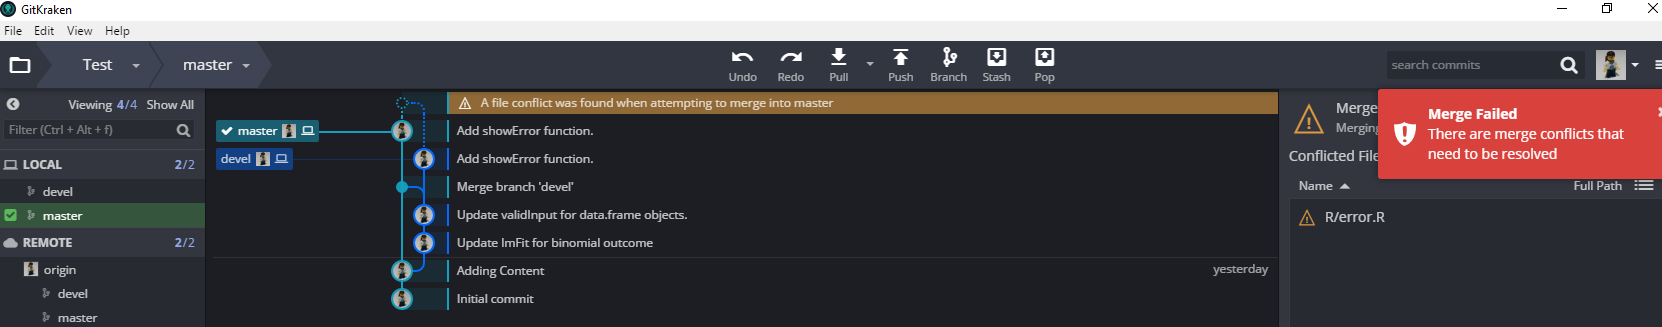 GitKraken
File Edit View Help
Test master Undo Redo Pull Push Branch Stash Pop search commits
Viewing 4/4 Show All
Filter (Ctrl + Alt + f)
LOCAL 2/2
devel
master
REMOTE 2/2
origin
devel
master
A file conflict was found when attempting to merge into master
master Add showError function.
devel Add showError function.
Merge branch 'devel'
Update validInput for data.frame objects.
Update lmFit for binomial outcome
Adding Content yesterday
Initial commit
Merge
Merging
Conflicted File
Name Full Path
R/error.R
Merge Failed
There are merge conflicts that
need to be resolved